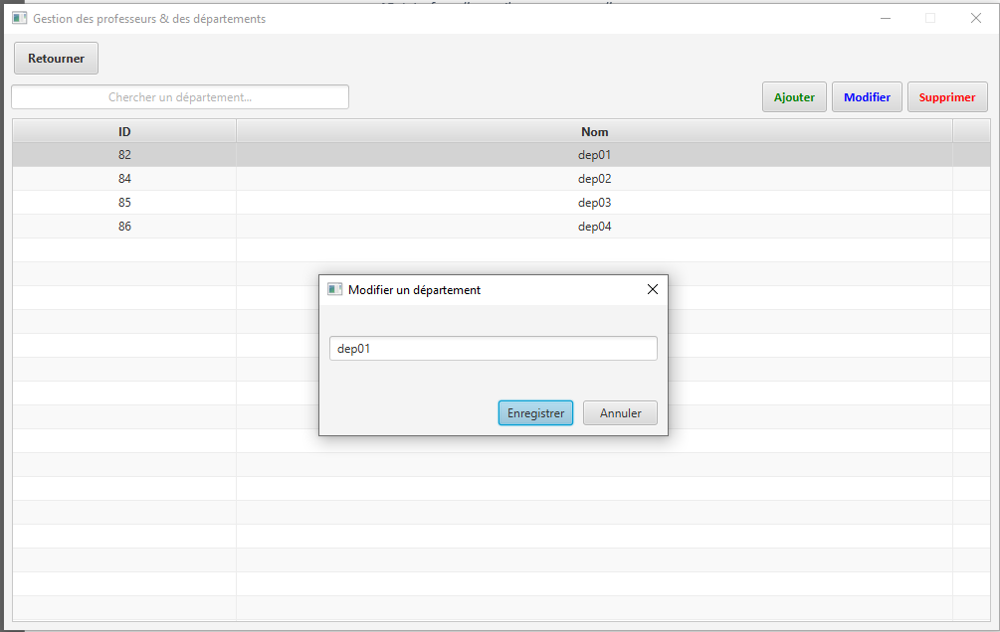 Gestion des professeurs & des départements
Retourner
Chercher un département...
Ajouter Modifier Supprimer
ID Nom
82 dep01
84 dep02
85 dep03
86 dep04
Modifier un département
dep01
Enregistrer Annuler